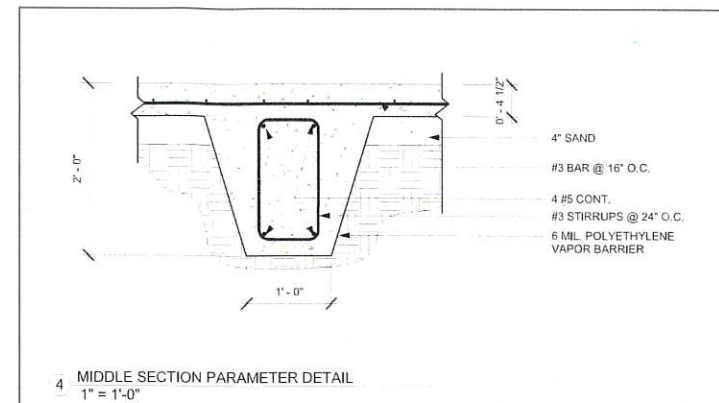 2' - 0"
0' - 4 1/2"
4" SAND
#3 BAR @ 16" O.C.
4 #5 CONT.
#3 STIRRUPS @ 24" O.C.
6 MIL. POLYETHYLENE
VAPOR BARRIER
1' - 0"
4 MIDDLE SECTION PARAMETER DETAIL
1" = 1'-0"